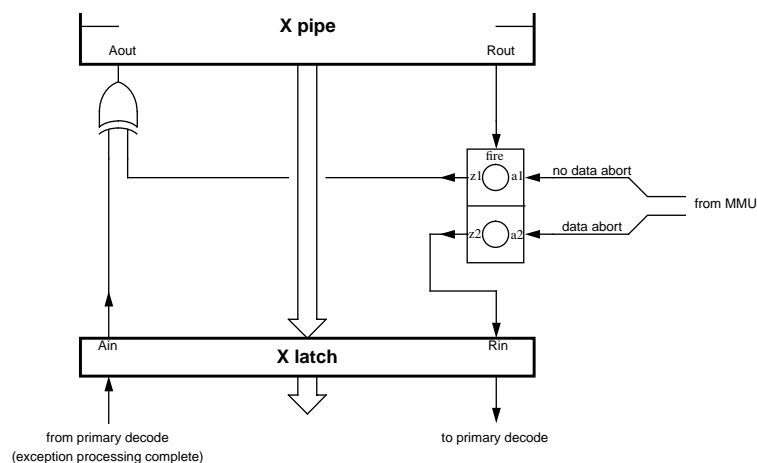 X pipe
Aout
Rout
fire
z1
a1
no data abort
from MMU
z2
a2
data abort
Ain
X latch
Rin
from primary decode
(exception processing complete)
to primary decode